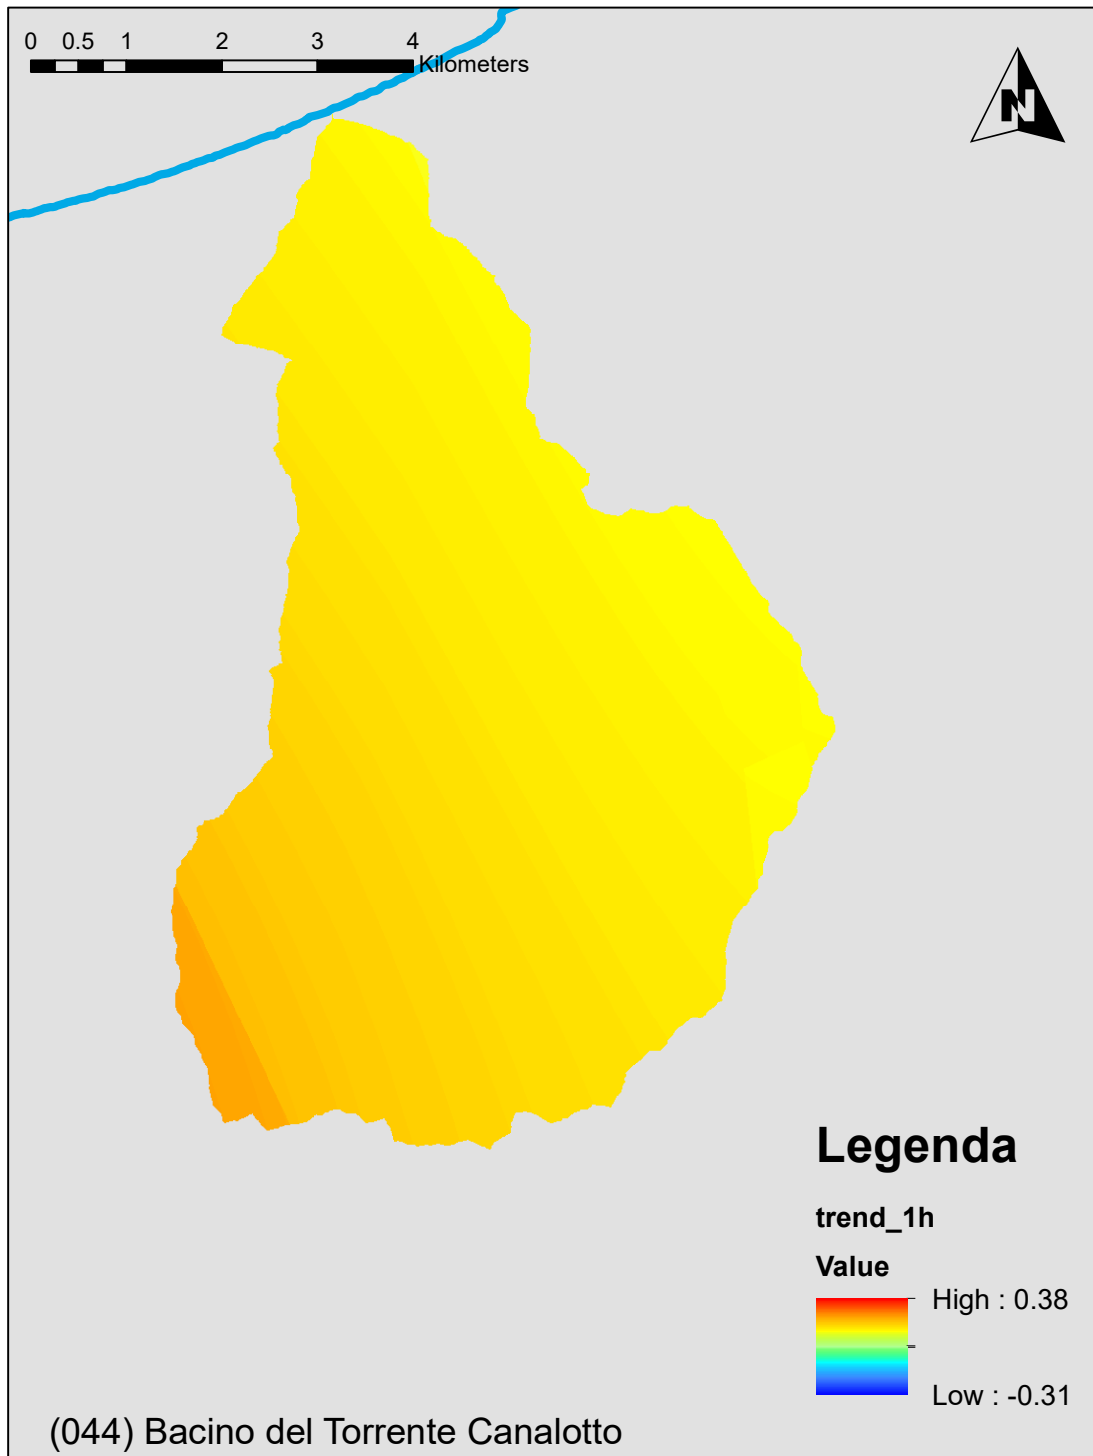 0 0.5 1 2 3 4
Kilometers
N
Legenda
trend_1h
Value
High : 0.38
Low : -0.31
(044) Bacino del Torrente Canalotto